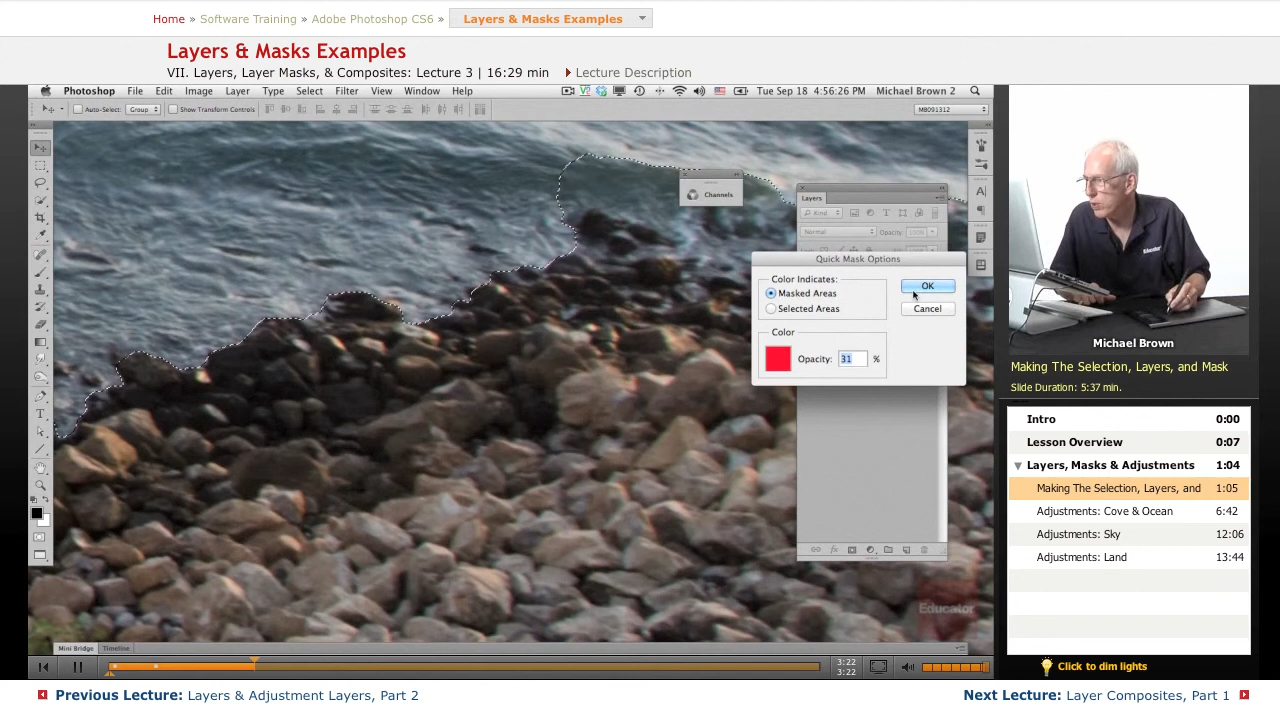 Home » Software Training » Adobe Photoshop CS6 » Layers & Masks Examples
Layers & Masks Examples
VII. Layers, Layer Masks, & Composites: Lecture 3 | 16:29 min Lecture Description
Photoshop File Edit Image Layer Type Select Filter View Window Help Tue Sep 18 4:56:26 PM Michael Brown 2
Auto-Select: Group Show Transform Controls MB091312
Channels
Layers
Kind
Normal Opacity: 100%
Quick Mask Options
Color Indicates:
Masked Areas
Selected Areas
OK
Cancel
Color
Opacity: 31 %
Educator
Mini Bridge Timeline
3:22
3:22
Educator
Michael Brown
Making The Selection, Layers, and Mask
Slide Duration: 5:37 min.
Intro 0:00
Lesson Overview 0:07
Layers, Masks & Adjustments 1:04
Making The Selection, Layers, and 1:05
Adjustments: Cove & Ocean 6:42
Adjustments: Sky 12:06
Adjustments: Land 13:44
Click to dim lights
Previous Lecture: Layers & Adjustment Layers, Part 2
Next Lecture: Layer Composites, Part 1